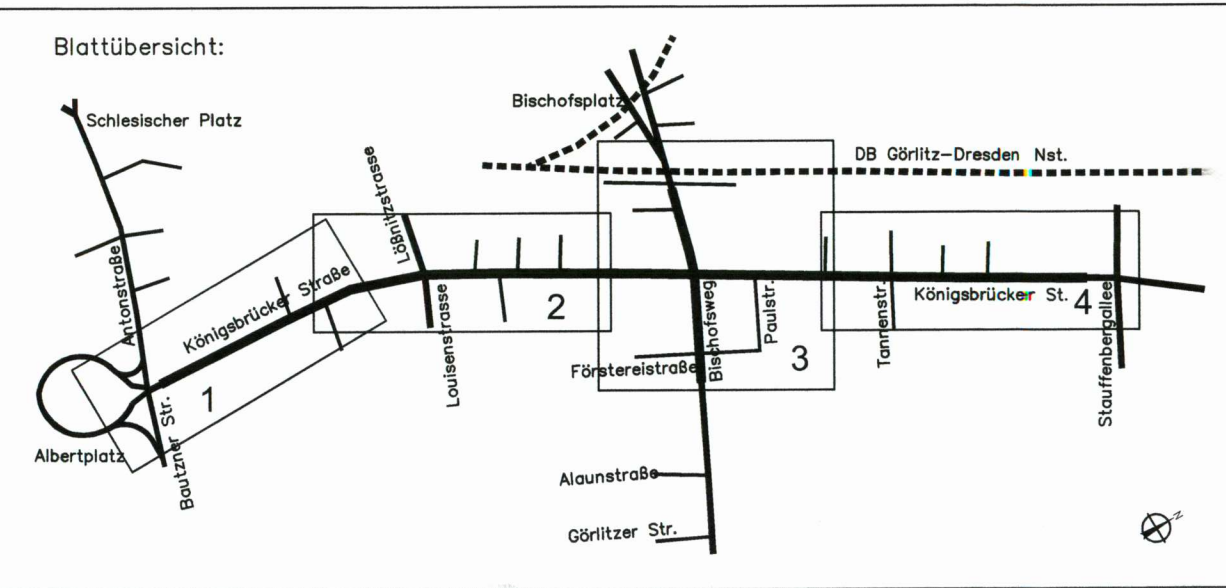 Blattübersicht:
Schlesischer Platz
Bischofsplatz
DB Görlitz-Dresden Nst.
Lößnitzstrasse
Antonstraße
Königsbrücker Straße
2
Königsbrücker St.
4
Louisenstrasse
Bischofsweg
Paulstr.
Tannenstr.
Stauffenbergallee
3
Förstereistraße
1
Albertplatz
Bautzner Str.
Alaunstraße
Görlitzer Str.
N